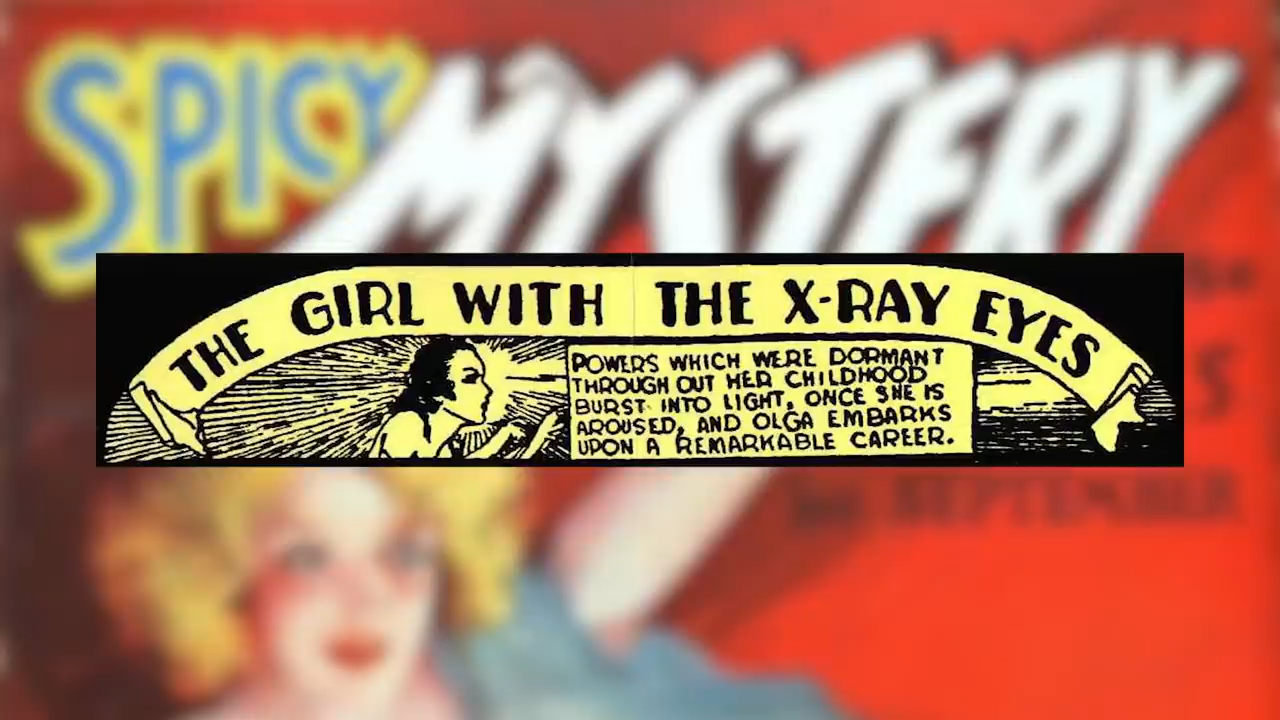 SPICY MYSTERY
THE GIRL WITH THE X-RAY EYES
POWERS WHICH WERE DORMANT
THROUGH OUT HER CHILDHOOD
BURST INTO LIGHT, ONCE SHE IS
AROUSED, AND OLGA EMBARKS
UPON A REMARKABLE CAREER.
SEPTEMBER